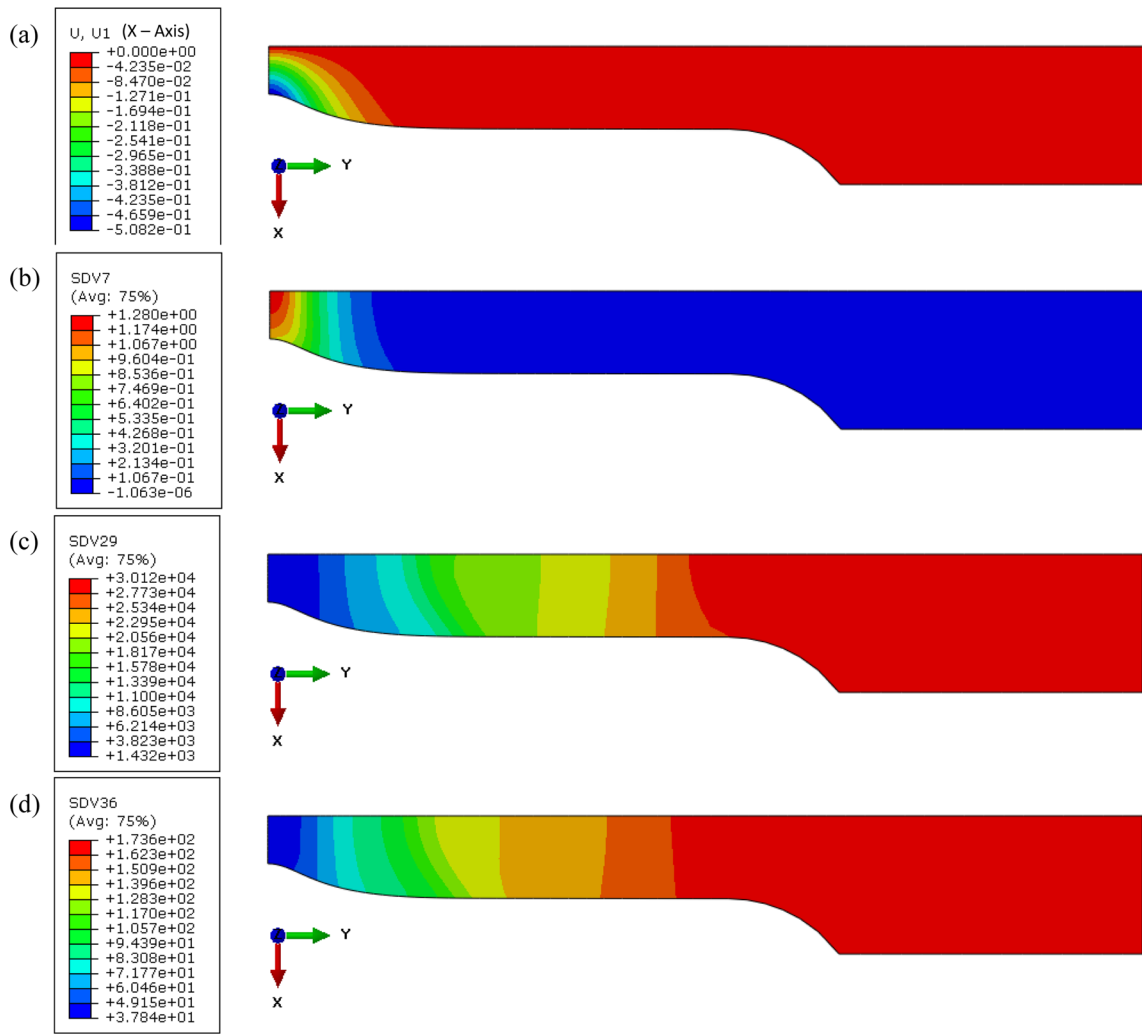 (a)
U, U1 (X – Axis)
+0.000e+00
-4.235e-02
-8.470e-02
-1.271e-01
-1.694e-01
-2.118e-01
-2.541e-01
-2.965e-01
-3.388e-01
-3.812e-01
-4.235e-01
-4.659e-01
-5.082e-01
Z
Y
X
(b)
SDV7
(Avg: 75%)
+1.280e+00
+1.174e+00
+1.067e+00
+9.604e-01
+8.536e-01
+7.469e-01
+6.402e-01
+5.335e-01
+4.268e-01
+3.201e-01
+2.134e-01
+1.067e-01
-1.063e-06
Z
Y
X
(c)
SDV29
(Avg: 75%)
+3.012e+04
+2.773e+04
+2.534e+04
+2.295e+04
+2.056e+04
+1.817e+04
+1.578e+04
+1.339e+04
+1.100e+04
+8.605e+03
+6.214e+03
+3.823e+03
+1.432e+03
Z
Y
X
(d)
SDV36
(Avg: 75%)
+1.736e+02
+1.623e+02
+1.509e+02
+1.396e+02
+1.283e+02
+1.170e+02
+1.057e+02
+9.439e+01
+8.308e+01
+7.177e+01
+6.046e+01
+4.915e+01
+3.784e+01
Z
Y
X